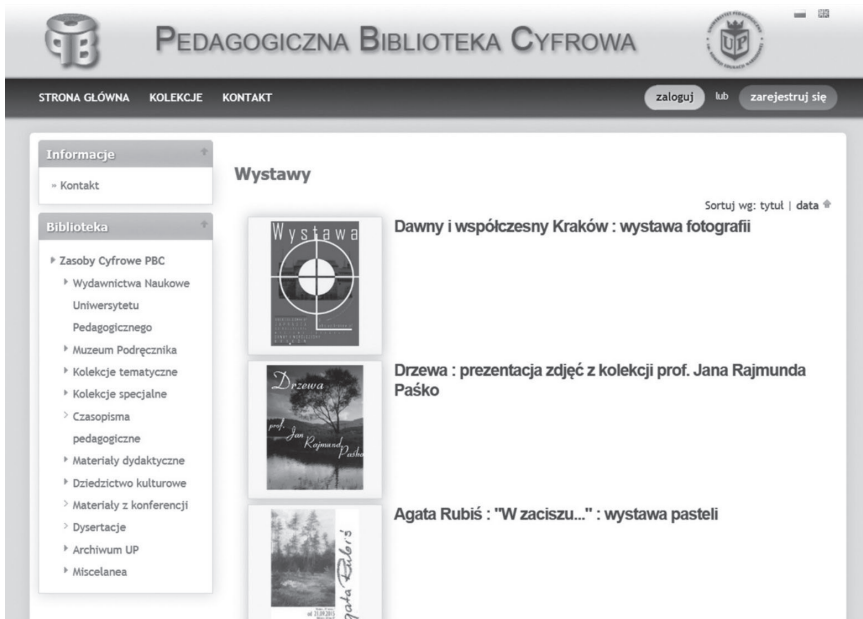 PEDAGOGICZNA BIBLIOTEKA CYFROWA
UP
STRONA GŁÓWNA KOLEKCJE KONTAKT
zaloguj lub zarejestruj się
Informacje
» Kontakt
Biblioteka
Zasoby Cyfrowe PBC
Wydawnictwa Naukowe
Uniwersytetu
Pedagogicznego
Muzeum Podręcznika
Kolekcje tematyczne
Kolekcje specjalne
Czasopisma
pedagogiczne
Materiały dydaktyczne
Dziedzictwo kulturowe
Materiały z konferencji
Dysertacje
Archiwum UP
Miscelanea
Wystawy
Sortuj wg: tytuł | data
Wystawa
Dawny i współczesny Kraków : wystawa fotografii
Drzewa
prof. Jan
Rajmund
Paśko
Drzewa : prezentacja zdjęć z kolekcji prof. Jana Rajmunda
Paśko
Agata Rubiś : "W zaciszu..." : wystawa pasteli
Agata Rubiś